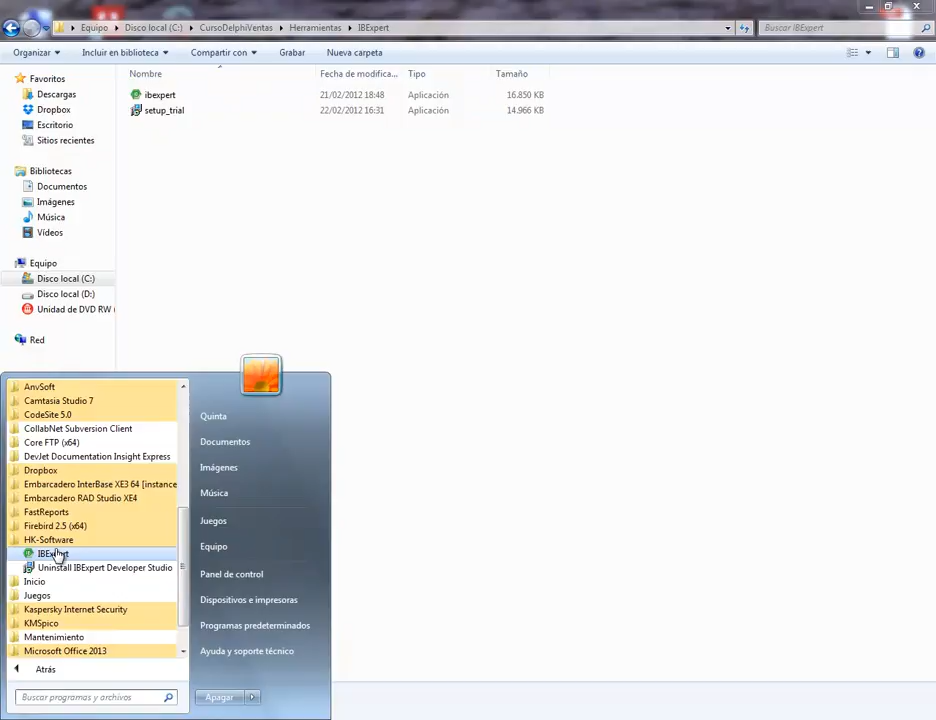 Equipo ▸ Disco local (C:) ▸ CursoDelphiVentas ▸ Herramientas ▸ IBExpert
Buscar IBExpert
Organizar
Incluir en biblioteca
Compartir con
Grabar
Nueva carpeta
Favoritos
Descargas
Dropbox
Escritorio
Sitios recientes
Bibliotecas
Documentos
Imágenes
Música
Vídeos
Equipo
Disco local (C:)
Disco local (D:)
Unidad de DVD RW (
Red
Nombre
Fecha de modifica...
Tipo
Tamaño
ibexpert
21/02/2012 18:48
Aplicación
16.850 KB
setup_trial
22/02/2012 16:31
Aplicación
14.966 KB
AnvSoft
Camtasia Studio 7
CodeSite 5.0
CollabNet Subversion Client
Core FTP (x64)
DevJet Documentation Insight Express
Dropbox
Embarcadero InterBase XE3 64 [instance
Embarcadero RAD Studio XE4
FastReports
Firebird 2.5 (x64)
HK-Software
IBExpert
Uninstall IBExpert Developer Studio
Inicio
Juegos
Kaspersky Internet Security
KMSpico
Mantenimiento
Microsoft Office 2013
Atrás
Buscar programas y archivos
Quinta
Documentos
Imágenes
Música
Juegos
Equipo
Panel de control
Dispositivos e impresoras
Programas predeterminados
Ayuda y soporte técnico
Apagar